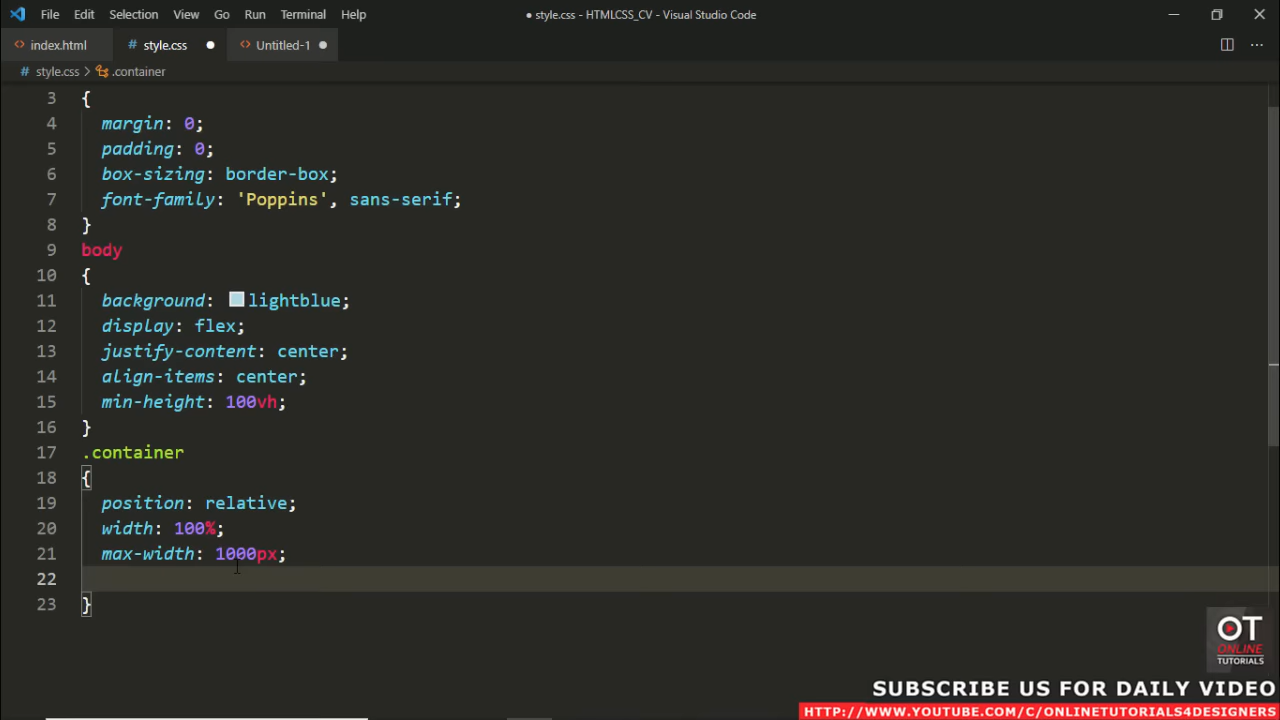 File Edit Selection View Go Run Terminal Help ● style.css - HTMLCSS_CV - Visual Studio Code
<> index.html # style.css ● <> Untitled-1 ●
# style.css > .container
3 {
4 margin: 0;
5 padding: 0;
6 box-sizing: border-box;
7 font-family: 'Poppins', sans-serif;
8 }
9 body
10 {
11 background: lightblue;
12 display: flex;
13 justify-content: center;
14 align-items: center;
15 min-height: 100vh;
16 }
17 .container
18 {
19 position: relative;
20 width: 100%;
21 max-width: 1000px;
22
23 }
OT
ONLINE
TUTORIALS
SUBSCRIBE US FOR DAILY VIDEO
HTTP://WWW.YOUTUBE.COM/C/ONLINETUTORIALS4DESIGNERS